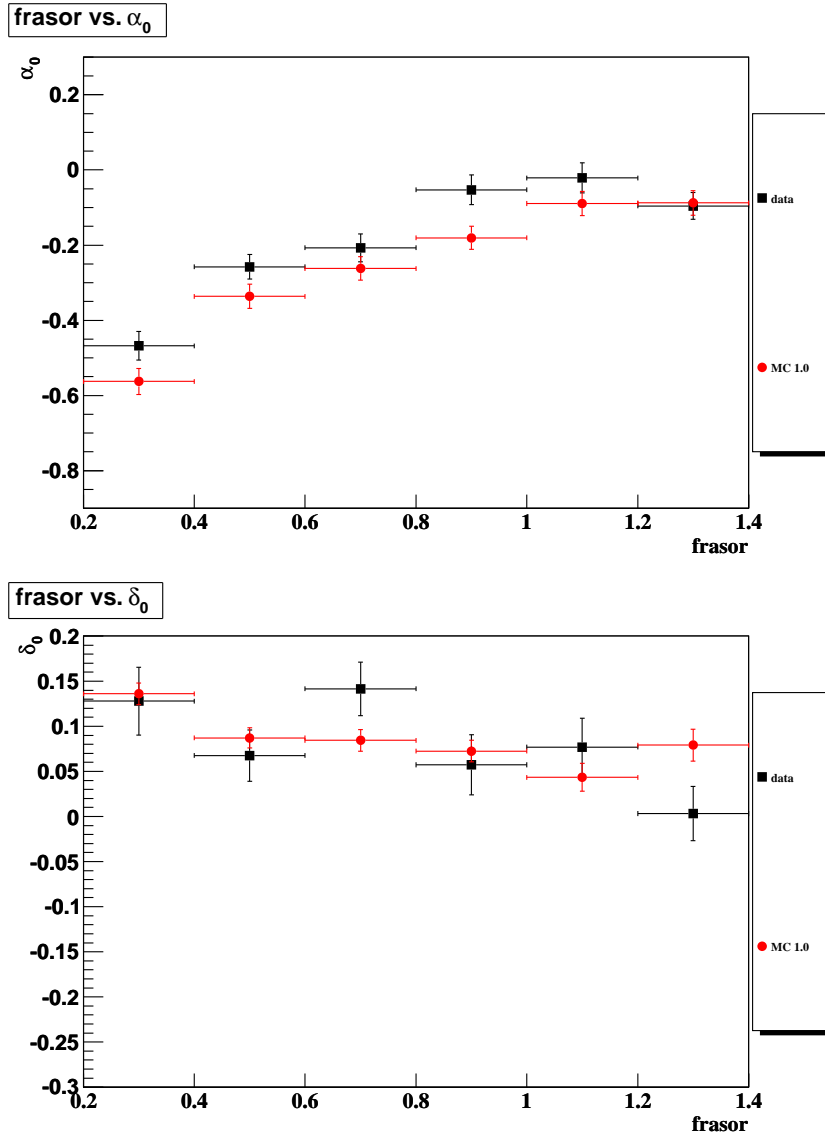 frasor vs. α₀
α₀
0.2
0
-0.2
-0.4
-0.6
-0.8
0.2 0.4 0.6 0.8 1 1.2 1.4
frasor
data
MC 1.0
frasor vs. δ₀
δ₀
0.2
0.15
0.1
0.05
0
-0.05
-0.1
-0.15
-0.2
-0.25
-0.3
0.2 0.4 0.6 0.8 1 1.2 1.4
frasor
data
MC 1.0